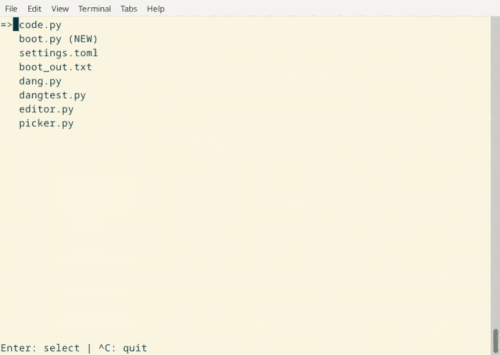 File Edit View Terminal Tabs Help
=> code.py
boot.py (NEW)
settings.toml
boot_out.txt
dang.py
dangtest.py
editor.py
picker.py
Enter: select | ^C: quit